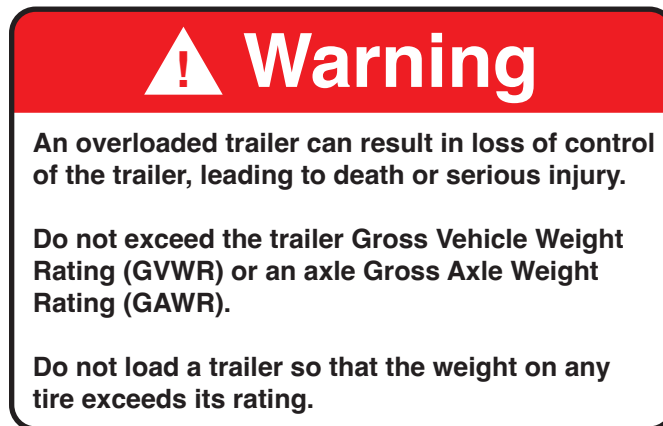 ! Warning
An overloaded trailer can result in loss of control
of the trailer, leading to death or serious injury.
Do not exceed the trailer Gross Vehicle Weight
Rating (GVWR) or an axle Gross Axle Weight
Rating (GAWR).
Do not load a trailer so that the weight on any
tire exceeds its rating.